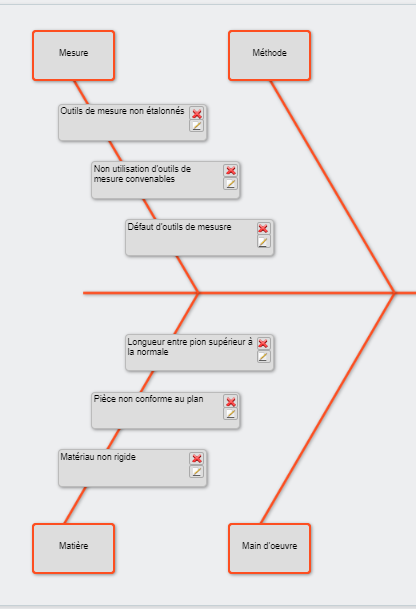 Mesure
Méthode
Outils de mesure non étalonnés
Non utilisation d'outils de
mesure convenables
Défaut d'outils de mesusre
Longueur entre pion supérieur à
la normale
Pièce non conforme au plan
Matériau non rigide
Matière
Main d'oeuvre